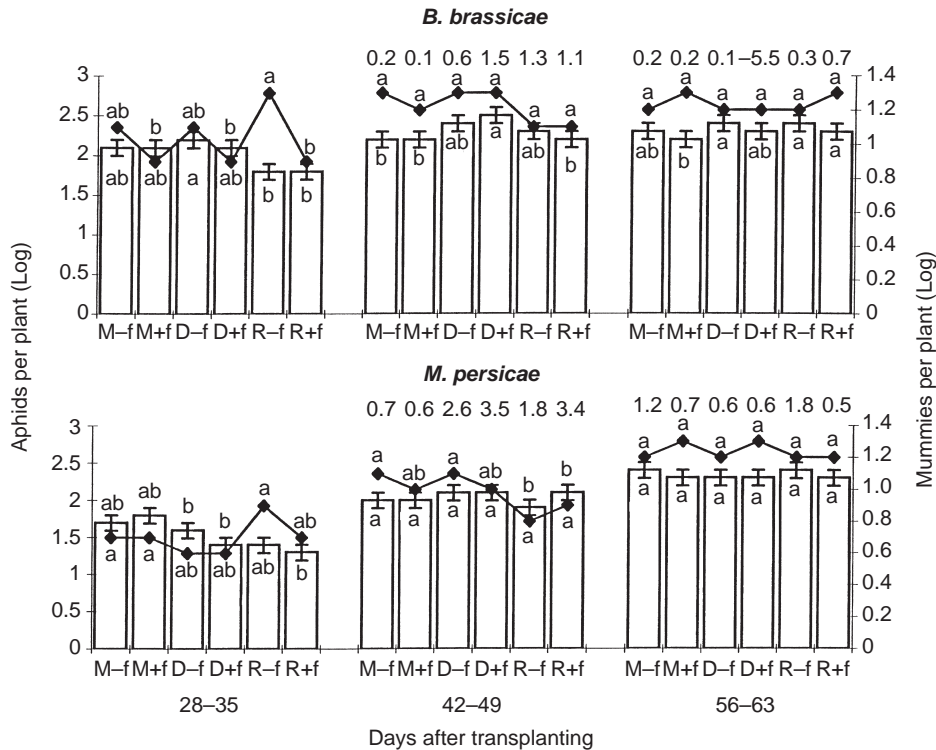 B. brassicae
0.2 0.1 0.6 1.5 1.3 1.1 0.2 0.2 0.1 –5.5 0.3 0.7
3 1.4
a a a a a a a a
ab ab a a a a a a
2.5 1.2
b b b
2 1
ab ab a ab b b b b ab a a b ab b a ab a a
1.5 0.8
0.6
1
0.4
0.5
0.2
0 0
M–f M+f D–f D+f R–f R+f M–f M+f D–f D+f R–f R+f M–f M+f D–f D+f R–f R+f
Aphids per plant (Log)
Mummies per plant (Log)
M. persicae
0.7 0.6 2.6 3.5 1.8 3.4 1.2 0.7 0.6 0.6 1.8 0.5
3 1.4
a a a a a a
2.5 1.2
a ab a ab b b
2 1.0
ab ab b b a ab
1.5 0.8
a a ab ab ab b a a a a a a a a a a a a
0.6
1
0.4
0.5
0.2
0 0
M–f M+f D–f D+f R–f R+f M–f M+f D–f D+f R–f R+f M–f M+f D–f D+f R–f R+f
28–35 42–49 56–63
Days after transplanting